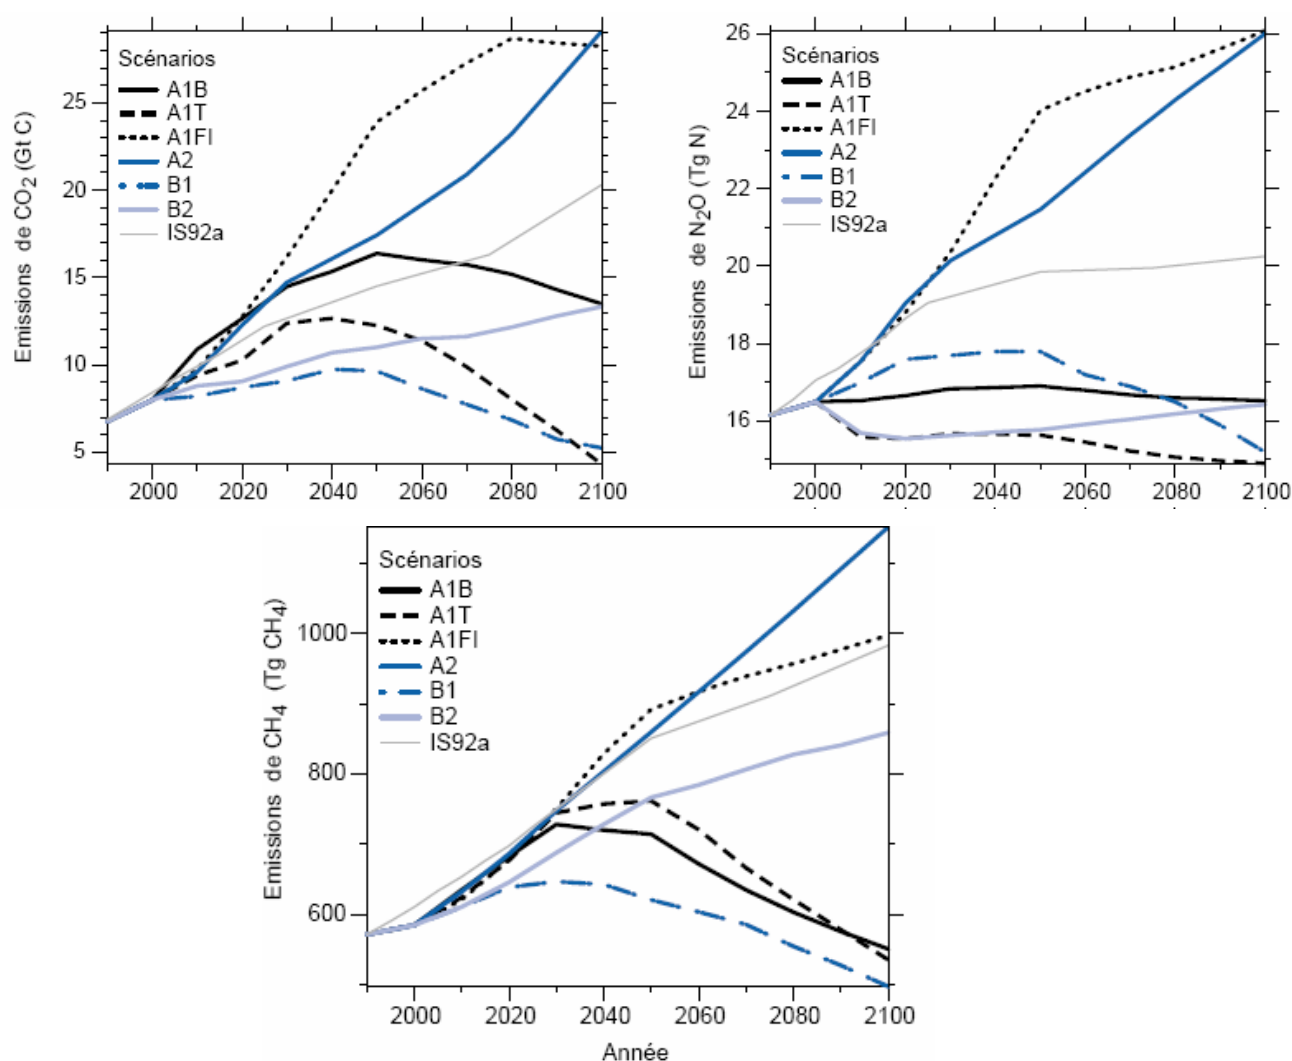 Scénarios
A1B
A1T
A1FI
A2
B1
B2
IS92a
Emissions de CO2 (Gt C)
25
20
15
10
5
2000 2020 2040 2060 2080 2100
Scénarios
A1B
A1T
A1FI
A2
B1
B2
IS92a
Emissions de N2O (Tg N)
26
24
22
20
18
16
2000 2020 2040 2060 2080 2100
Scénarios
A1B
A1T
A1FI
A2
B1
B2
IS92a
Emissions de CH4 (Tg CH4)
1000
800
600
2000 2020 2040 2060 2080 2100
Année